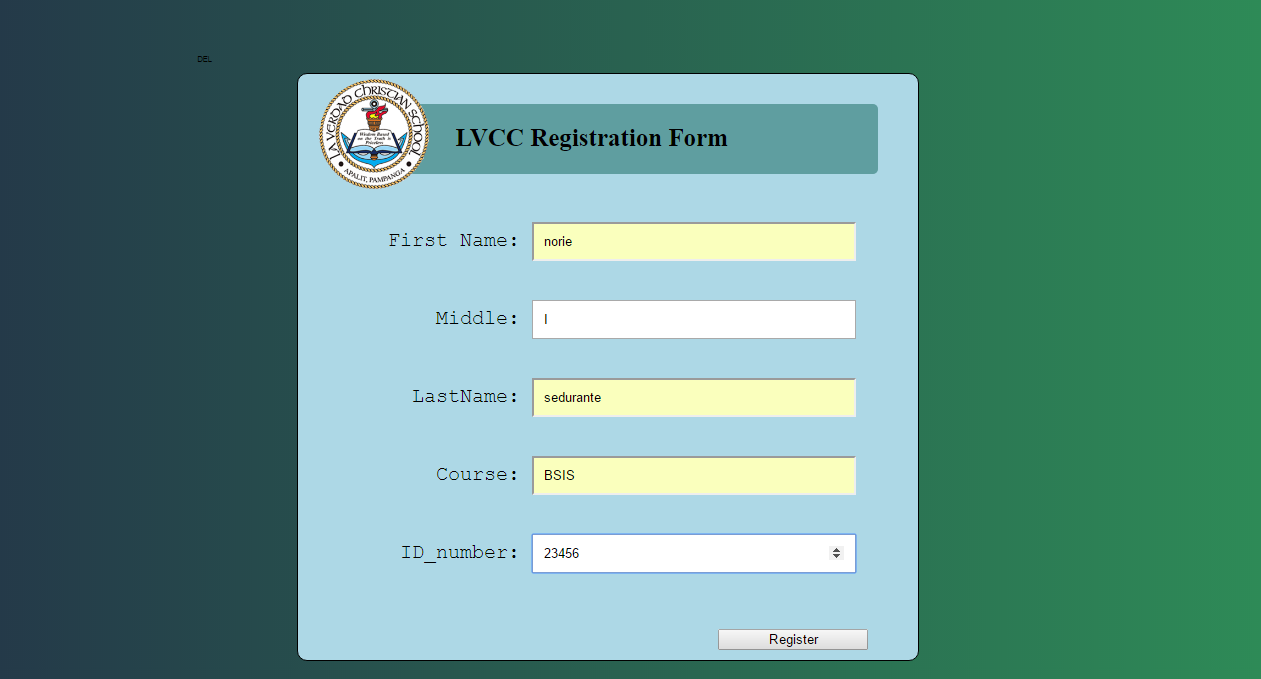 DEL
LA VERDAD CHRISTIAN SCHOOL
Wisdom Based
on the Truth is
Priceless
APALIT, PAMPANGA
LVCC Registration Form
First Name: norie
Middle: l
LastName: sedurante
Course: BSIS
ID_number: 23456
Register